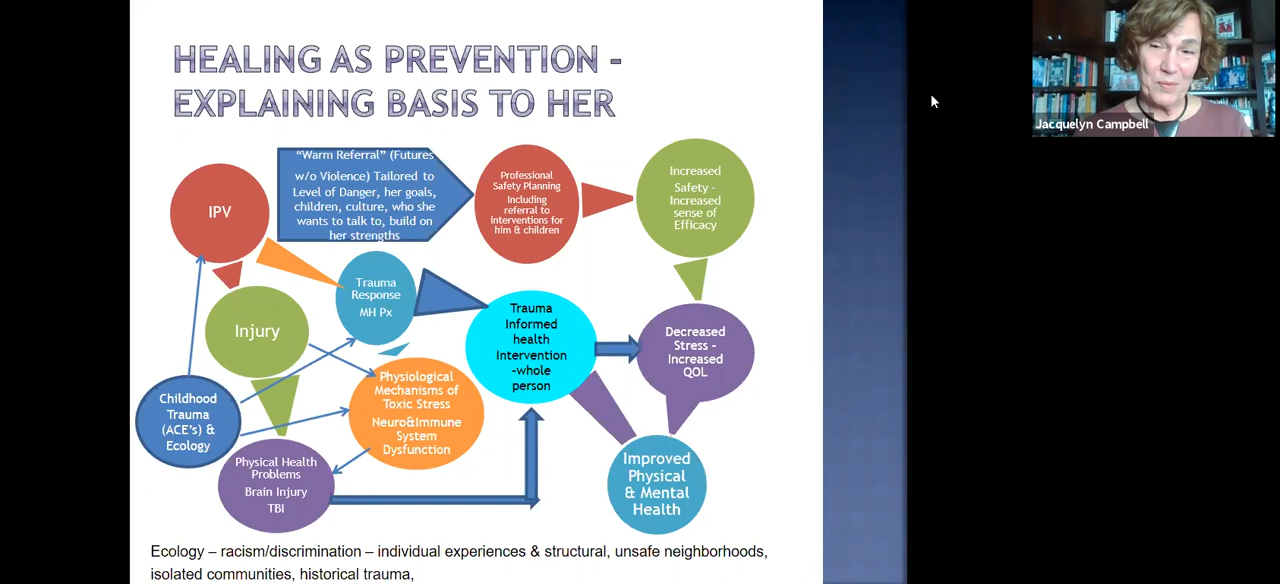 HEALING AS PREVENTION -
EXPLAINING BASIS TO HER
Jacquelyn Campbell
IPV
“Warm Referral” (Futures
w/o Violence) Tailored to
Level of Danger, her goals,
children, culture, who she
wants to talk to, build on
her strengths
Professional
Safety Planning
Including
referral to
interventions for
him & children
Increased
Safety –
Increased
sense of
Efficacy
Trauma
Response
MH Px
Injury
Trauma
Informed
health
Intervention
-whole
person
Decreased
Stress –
Increased
QOL
Childhood
Trauma
(ACE’s) &
Ecology
Physiological
Mechanisms of
Toxic Stress
Neuro&Immune
System
Dysfunction
Physical Health
Problems
Brain Injury
TBI
Improved
Physical
& Mental
Health
Ecology – racism/discrimination – individual experiences & structural, unsafe neighborhoods,
isolated communities, historical trauma,